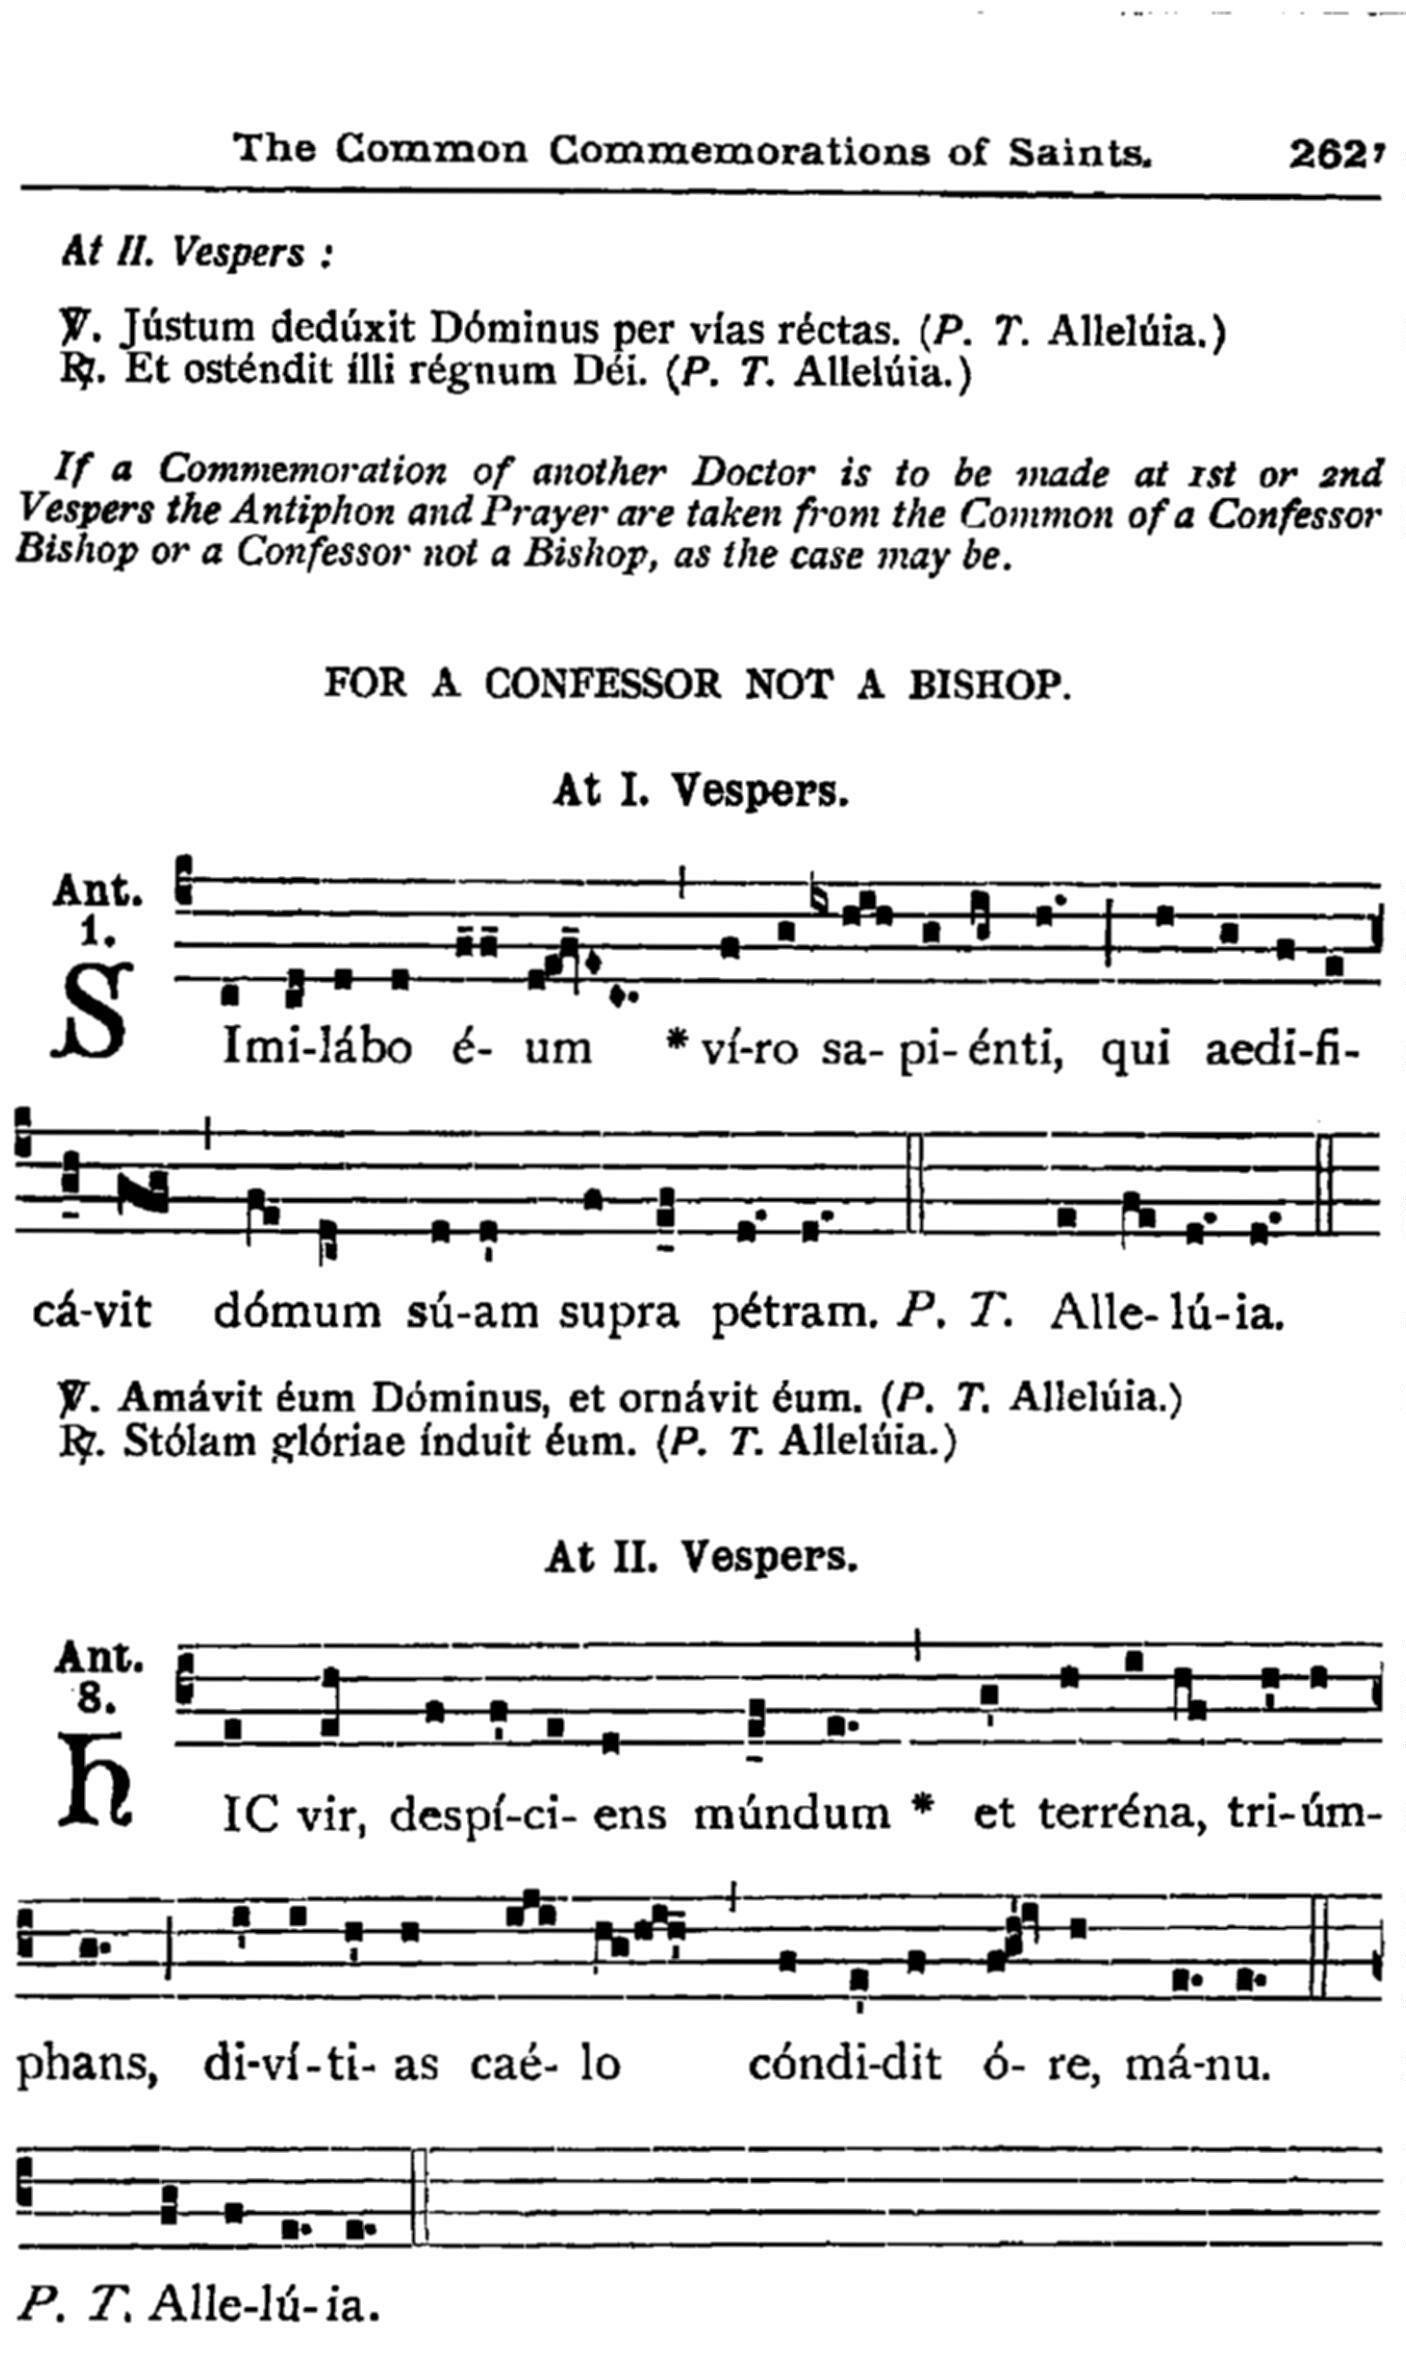 The Common Commemorations of Saints. 262⁷
At II. Vespers :
℣. Jústum dedúxit Dóminus per vías réctas. (P. T. Allelúia.)
℟. Et osténdit ílli régnum Déi. (P. T. Allelúia.)
If a Commemoration of another Doctor is to be made at 1st or 2nd
Vespers the Antiphon and Prayer are taken from the Common of a Confessor
Bishop or a Confessor not a Bishop, as the case may be.
FOR A CONFESSOR NOT A BISHOP.
At I. Vespers.
Ant.
1.
SImi-lábo é- um * ví-ro sa- pi- énti, qui aedi-fi-
cá-vit dómum sú-am supra pétram. P. T. Alle- lú-ia.
℣. Amávit éum Dóminus, et ornávit éum. (P. T. Allelúia.)
℟. Stólam glóriae índuit éum. (P. T. Allelúia.)
At II. Vespers.
Ant.
8.
HIC vir, despí-ci- ens múndum * et terréna, tri-úm-
phans, di-ví-ti- as caé- lo cóndi-dit ó- re, má-nu.
P. T. Alle-lú- ia.